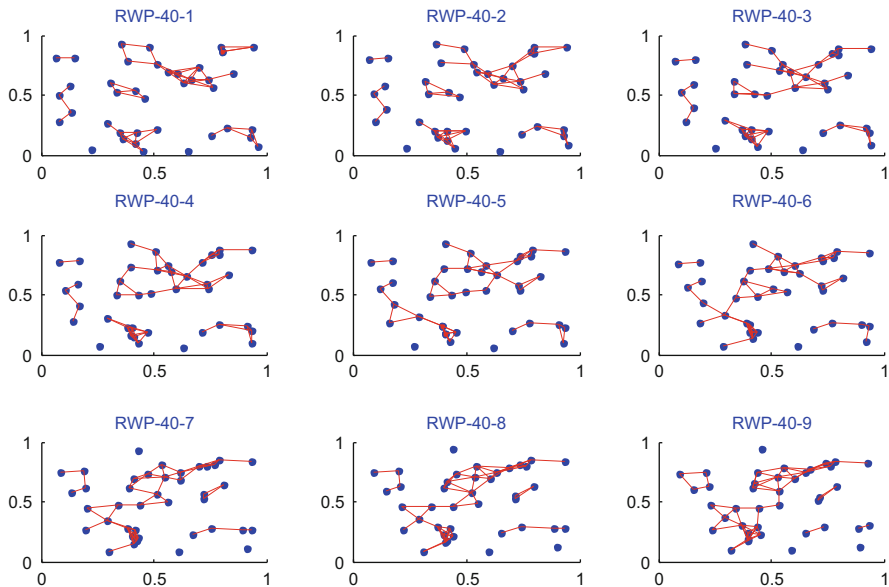 RWP-40-1 RWP-40-2 RWP-40-3
1 1 1
0.5 0.5 0.5
0 0 0
0 0.5 1 0 0.5 1 0 0.5 1
RWP-40-4 RWP-40-5 RWP-40-6
1 1 1
0.5 0.5 0.5
0 0 0
0 0.5 1 0 0.5 1 0 0.5 1
RWP-40-7 RWP-40-8 RWP-40-9
1 1 1
0.5 0.5 0.5
0 0 0
0 0.5 1 0 0.5 1 0 0.5 1